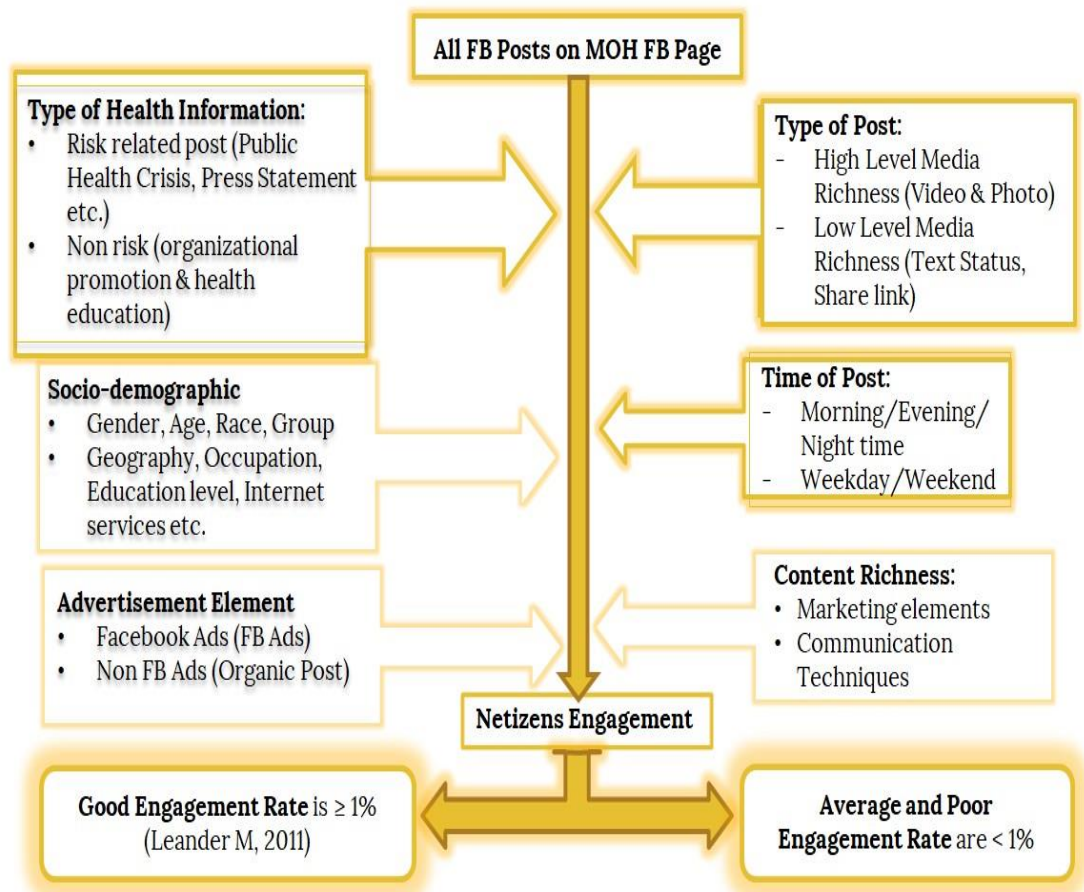 All FB Posts on MOH FB Page
Type of Health Information:
• Risk related post (Public
Health Crisis, Press Statement
etc.)
• Non risk (organizational
promotion & health
education)
Type of Post:
- High Level Media
Richness (Video & Photo)
- Low Level Media
Richness (Text Status,
Share link)
Socio-demographic
• Gender, Age, Race, Group
• Geography, Occupation,
Education level, Internet
services etc.
Time of Post:
- Morning/Evening/
Night time
- Weekday/Weekend
Advertisement Element
• Facebook Ads (FB Ads)
• Non FB Ads (Organic Post)
Content Richness:
• Marketing elements
• Communication
Techniques
Netizens Engagement
Good Engagement Rate is ≥ 1%
(Leander M, 2011)
Average and Poor
Engagement Rate are < 1%